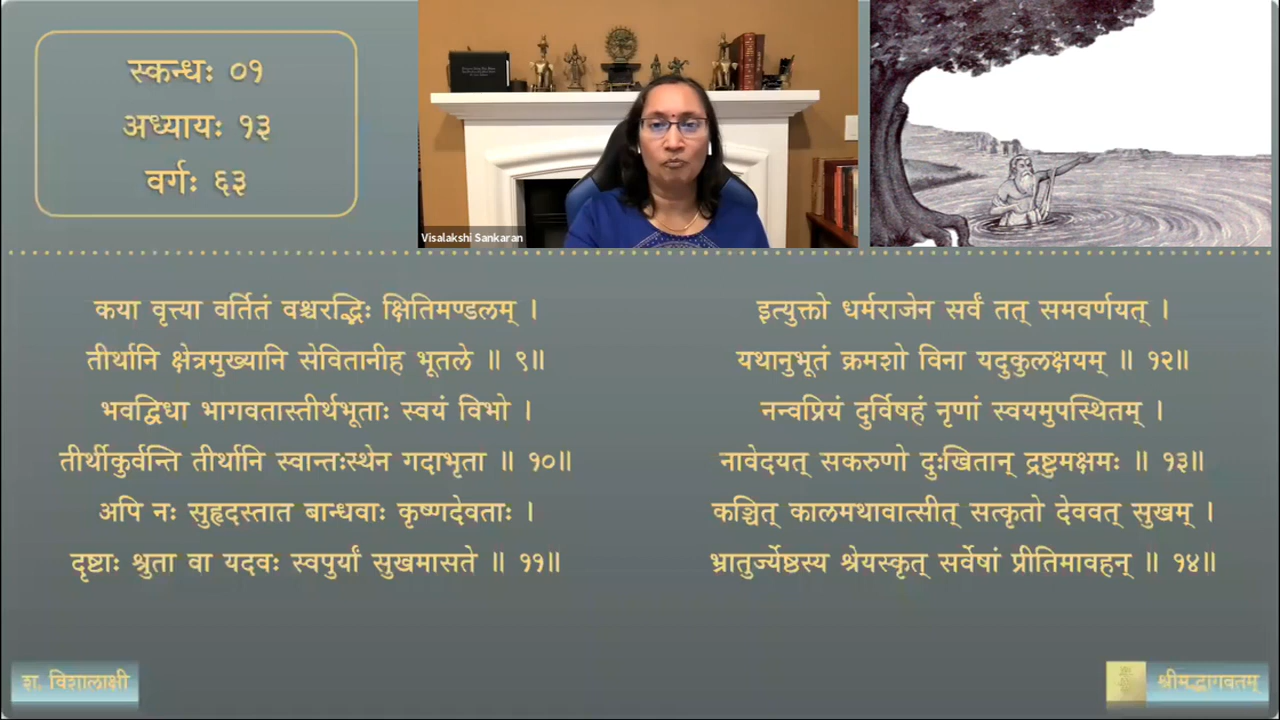 स्कन्धः ०१
अध्यायः १३
वर्गः ६३
Visalakshi Sankaran
कया वृत्त्या वर्तितं वश्चरद्भिः क्षितिमण्डलम् ।
तीर्थानि क्षेत्रमुख्यानि सेवितानीह भूतले ॥ ९॥
भवद्विधा भागवतास्तीर्थभूताः स्वयं विभो ।
तीर्थीकुर्वन्ति तीर्थानि स्वान्तःस्थेन गदाभृता ॥ १०॥
अपि नः सुहृदस्तात बान्धवाः कृष्णदेवताः ।
दृष्टाः श्रुता वा यदवः स्वपुर्यां सुखमासते ॥ ११॥
इत्युक्तो धर्मराजेन सर्वं तत् समवर्णयत् ।
यथानुभूतं क्रमशो विना यदुकुलक्षयम् ॥ १२॥
नन्वप्रियं दुर्विषहं नृणां स्वयमुपस्थितम् ।
नावेदयत् सकरुणो दुःखितान् द्रष्टुमक्षमः ॥ १३॥
कञ्चित् कालमथावात्सीत् सत्कृतो देववत् सुखम् ।
भ्रातुर्ज्येष्ठस्य श्रेयस्कृत् सर्वेषां प्रीतिमावहन् ॥ १४॥
श. विशालाक्षी
श्रीमद्भागवतम्